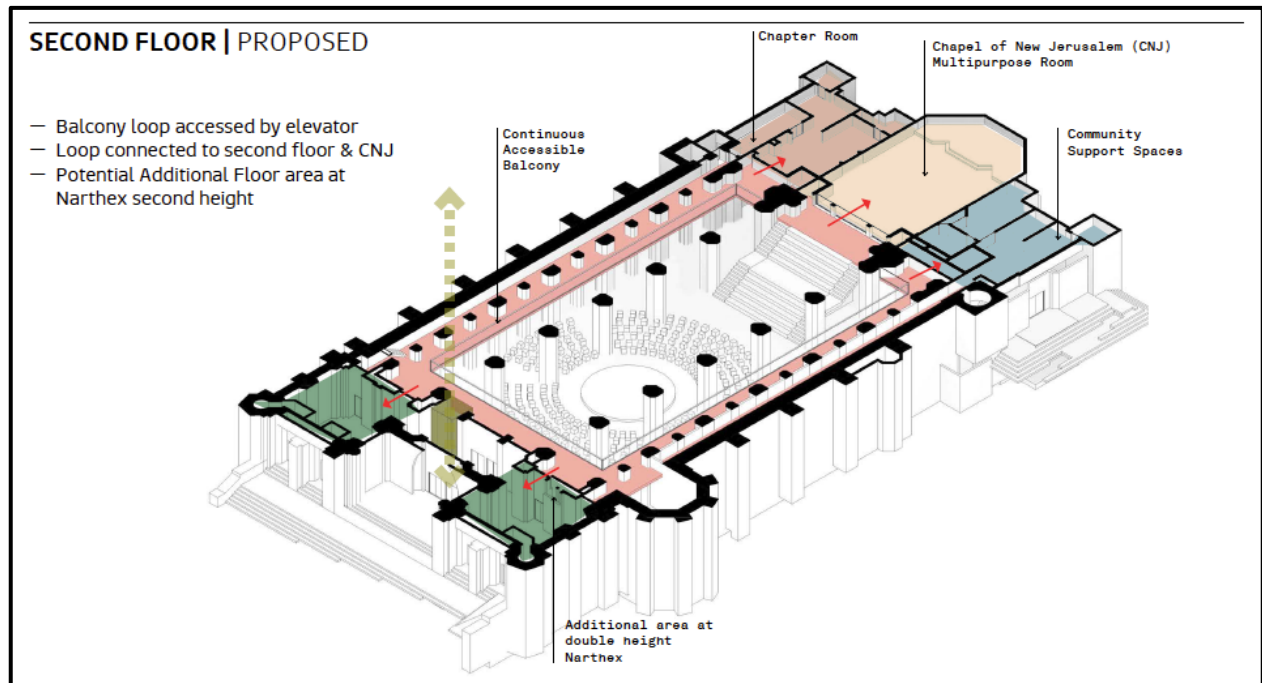 SECOND FLOOR | PROPOSED
— Balcony loop accessed by elevator
— Loop connected to second floor & CNJ
— Potential Additional Floor area at
Narthex second height
Continuous
Accessible
Balcony
Chapter Room
Chapel of New Jerusalem (CNJ)
Multipurpose Room
Community
Support Spaces
Additional area at
double height
Narthex